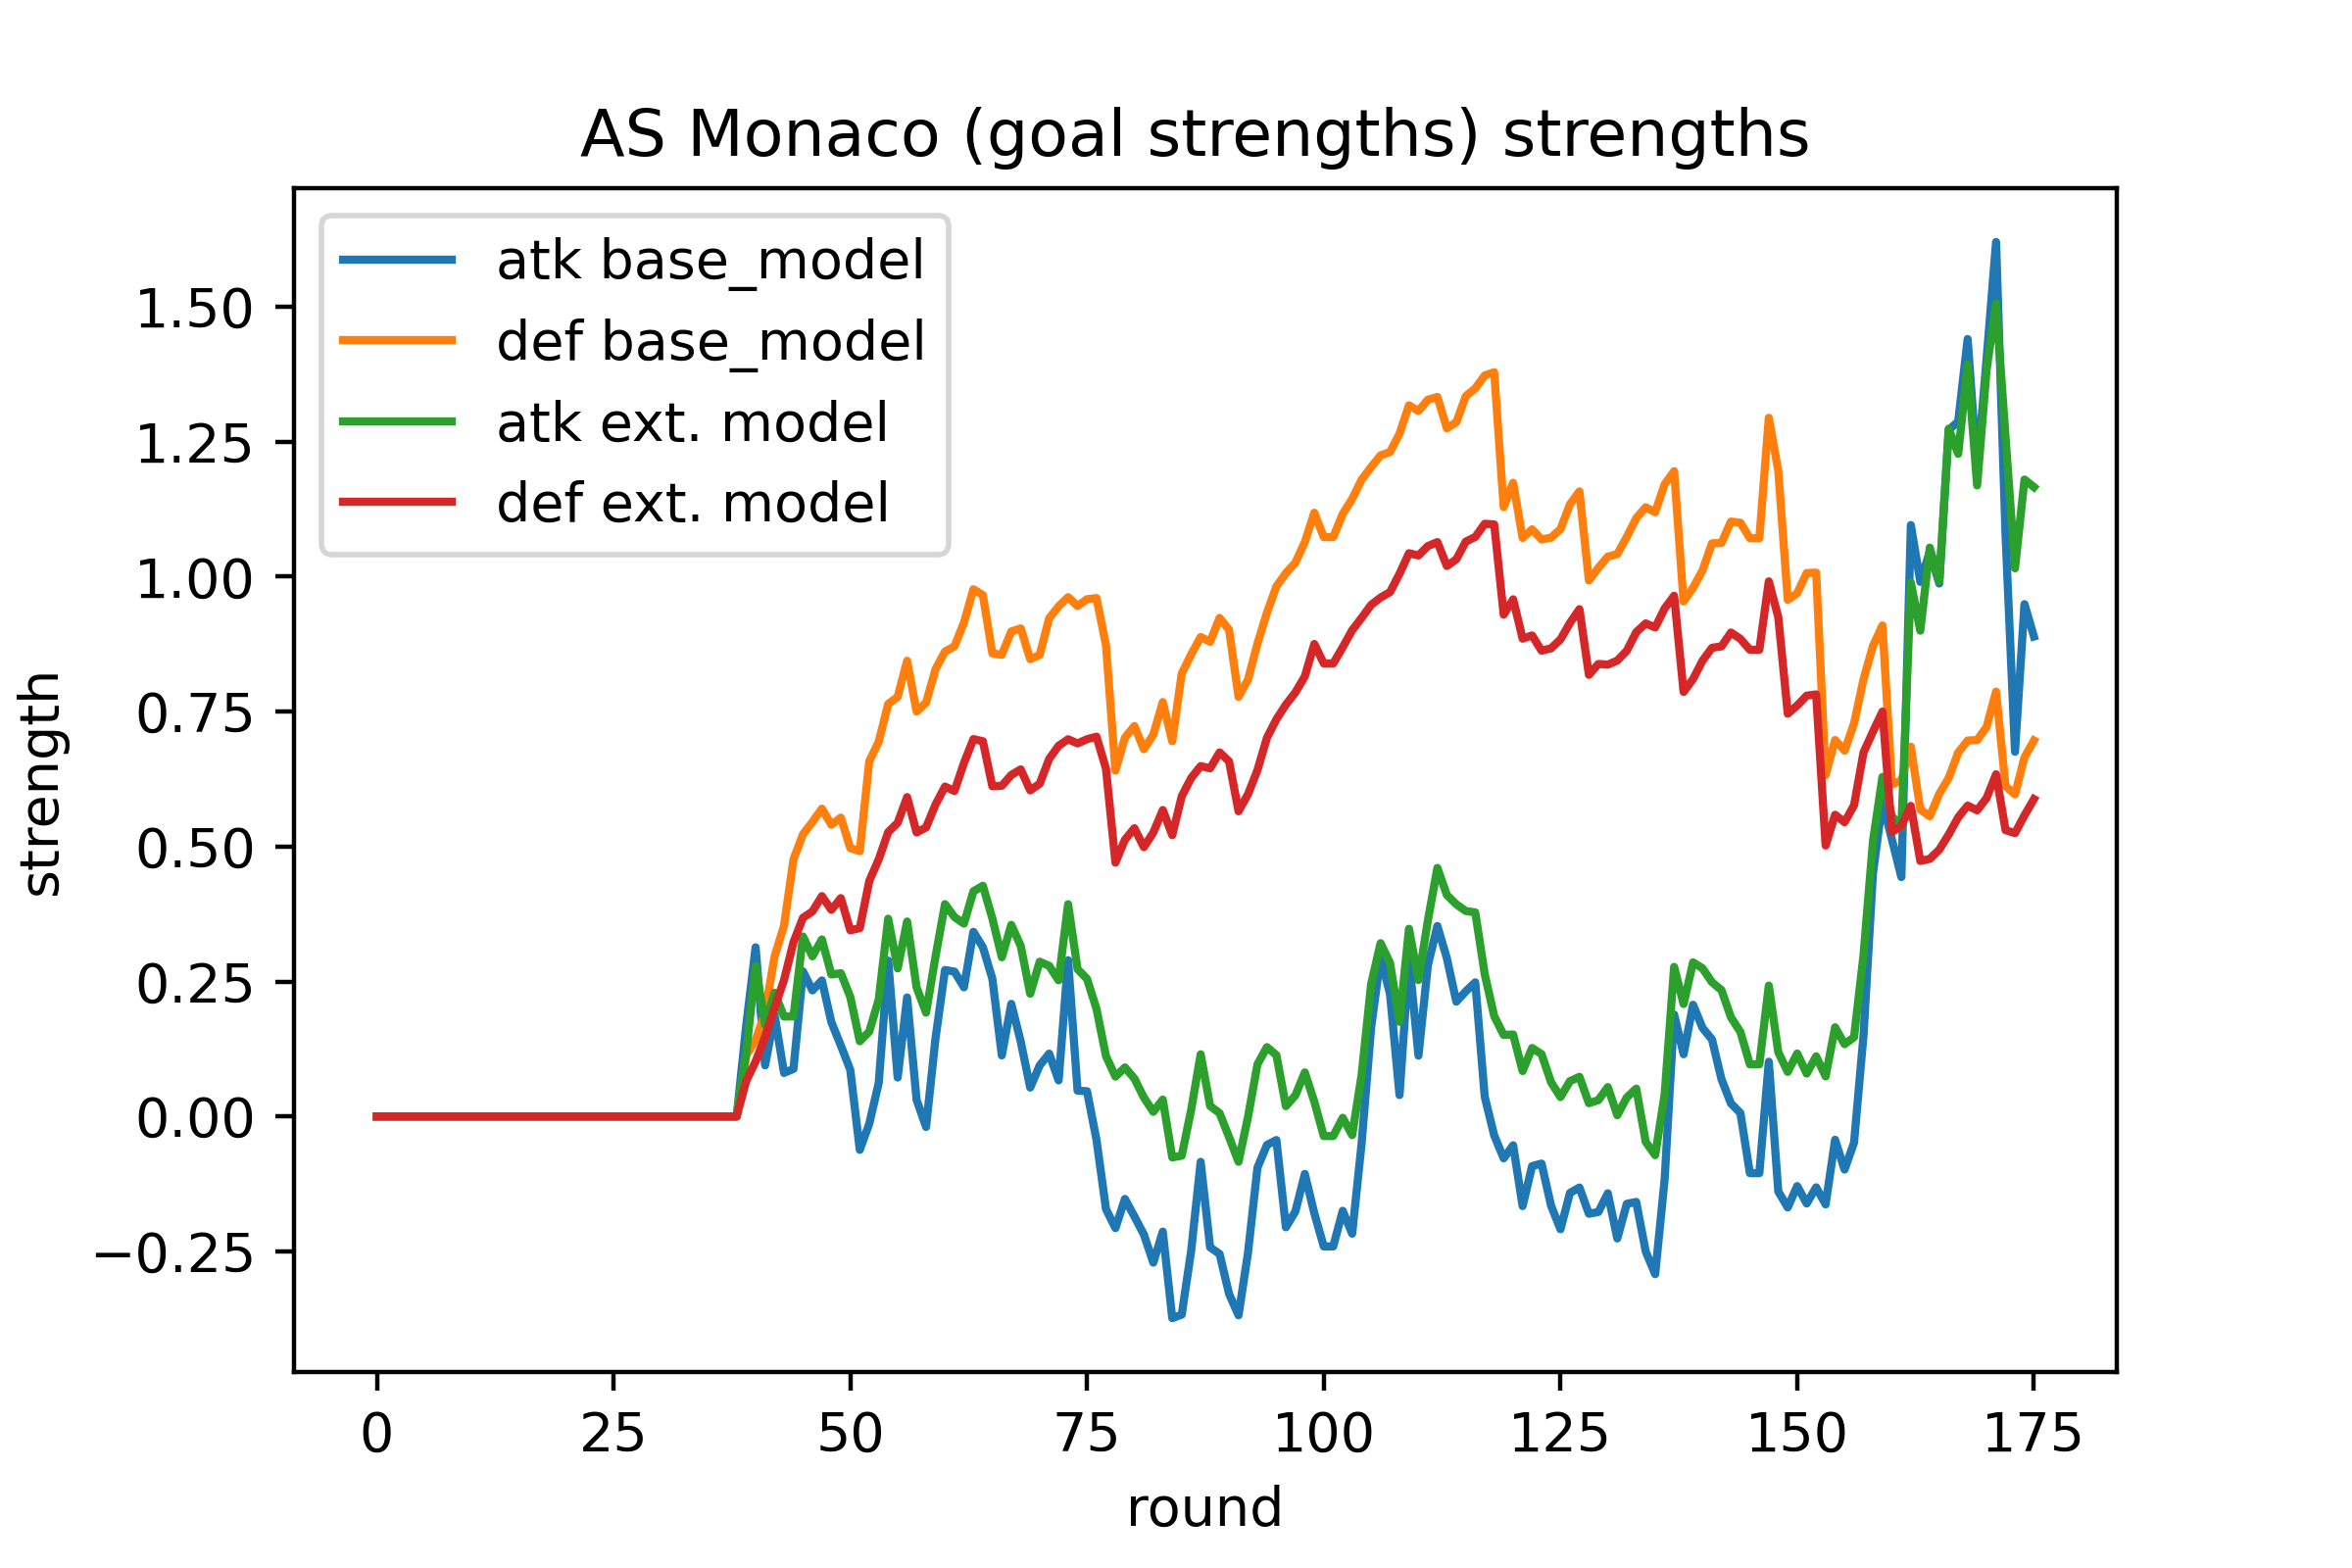 AS Monaco (goal strengths) strengths
atk base_model
def base_model
atk ext. model
def ext. model
1.50
1.25
1.00
0.75
0.50
0.25
0.00
−0.25
strength
0 25 50 75 100 125 150 175
round